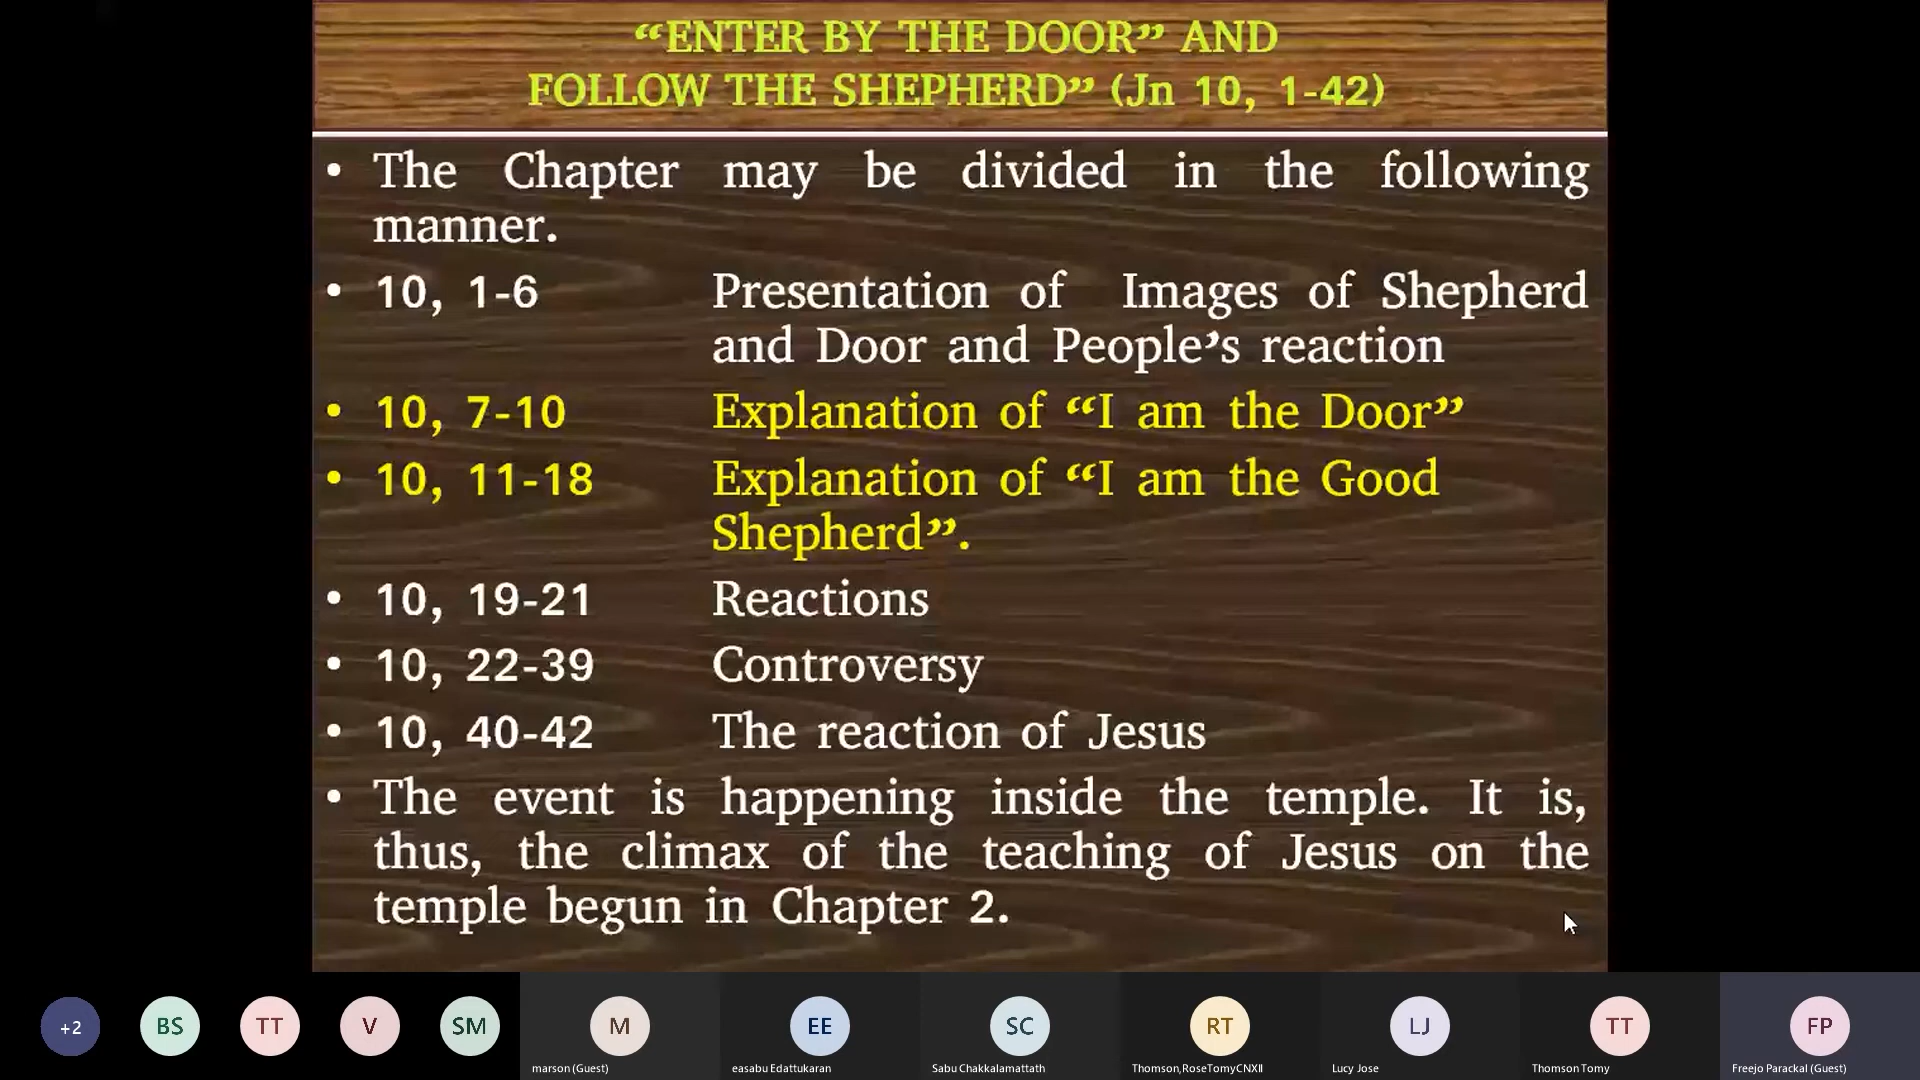 “ENTER BY THE DOOR” AND
FOLLOW THE SHEPHERD” (Jn 10, 1-42)
• The Chapter may be divided in the following
manner.
• 10, 1-6 Presentation of Images of Shepherd
and Door and People’s reaction
• 10, 7-10 Explanation of “I am the Door”
• 10, 11-18 Explanation of “I am the Good
Shepherd”.
• 10, 19-21 Reactions
• 10, 22-39 Controversy
• 10, 40-42 The reaction of Jesus
• The event is happening inside the temple. It is,
thus, the climax of the teaching of Jesus on the
temple begun in Chapter 2.
+2 BS TT V SM M EE SC RT LJ TT FP
marson (Guest) easabu Edattukaran Sabu Chakkalamattath Thomson,RoseTomyCNXII Lucy Jose Thomson Tomy Freejo Parackal (Guest)